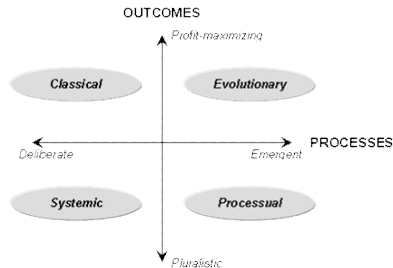 OUTCOMES
Profit-maximizing
Classical
Evolutionary
PROCESSES
Deliberate
Emergent
Systemic
Processual
Pluralistic